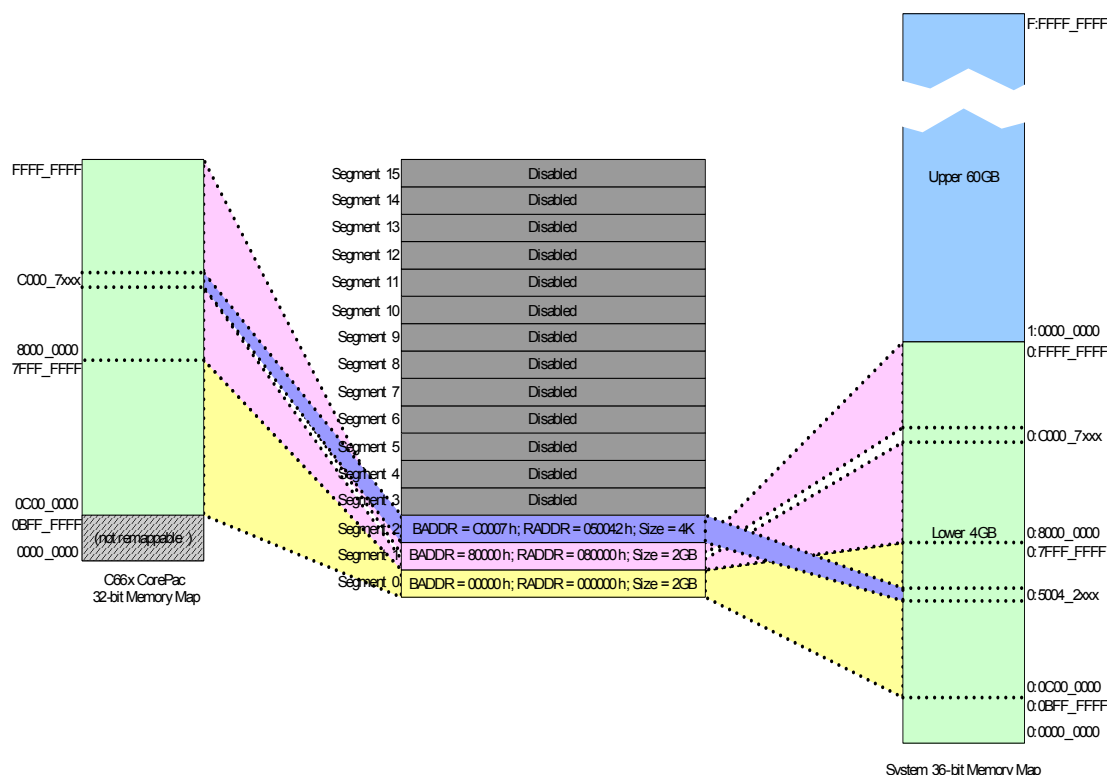 F:FFFF_FFFF
Upper 60GB
1:0000_0000
0:FFFF_FFFF
0:C000_7xxx
Lower 4GB
0:8000_0000
0:7FFF_FFFF
0:5004_2xxx
0:0C00_0000
0:0BFF_FFFF
0:0000_0000
System 36-bit Memory Map
FFFF_FFFF
C000_7xxx
8000_0000
7FFF_FFFF
0C00_0000
0BFF_FFFF
(not remappable )
0000_0000
C66x CorePac
32-bit Memory Map
Segment 15 Disabled
Segment 14 Disabled
Segment 13 Disabled
Segment 12 Disabled
Segment 11 Disabled
Segment 10 Disabled
Segment 9 Disabled
Segment 8 Disabled
Segment 7 Disabled
Segment 6 Disabled
Segment 5 Disabled
Segment 4 Disabled
Segment 3 Disabled
Segment 2 BADDR = C0007h; RADDR = 050042h; Size = 4K
Segment 1 BADDR = 80000h; RADDR = 080000h; Size = 2GB
Segment 0 BADDR = 00000h; RADDR = 000000h; Size = 2GB